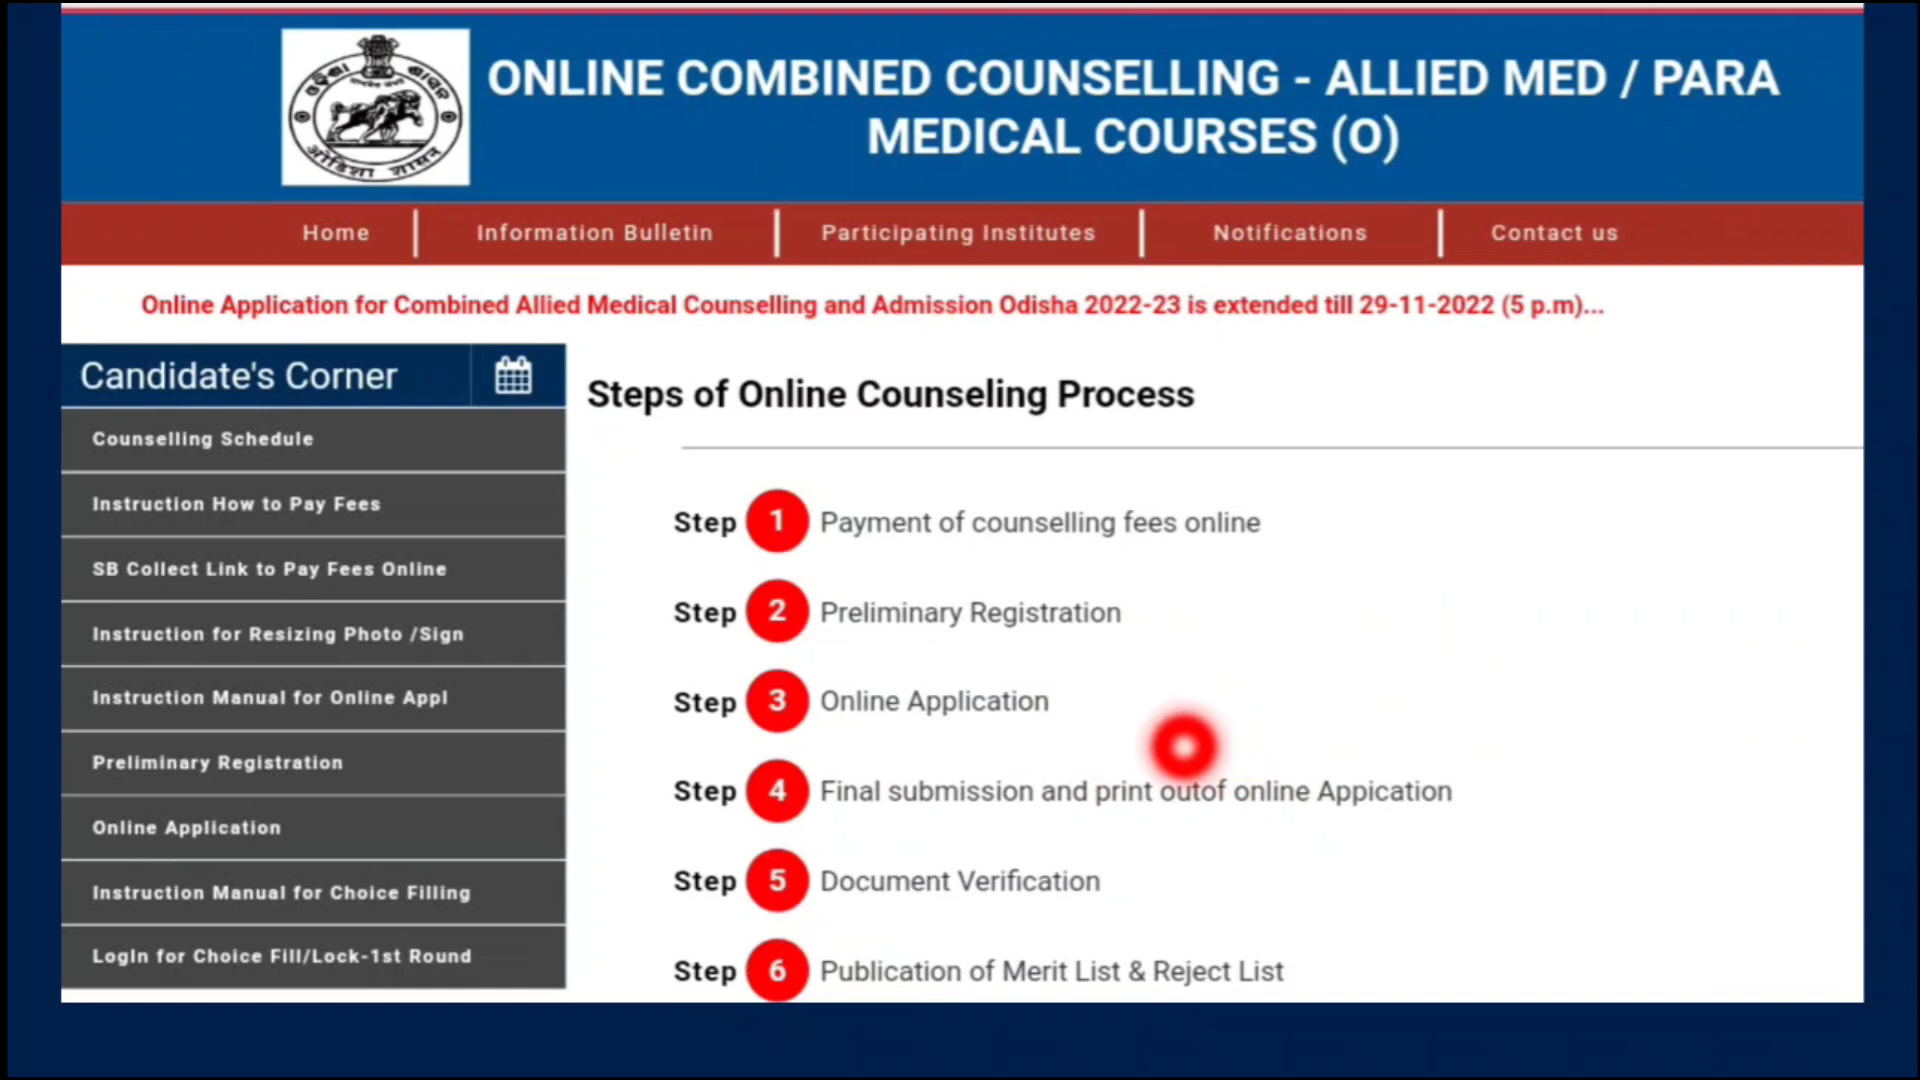 ଓଡ଼ିଶା ଶାସନ
ओडिशा शासन
ONLINE COMBINED COUNSELLING - ALLIED MED / PARA
MEDICAL COURSES (O)
Home
Information Bulletin
Participating Institutes
Notifications
Contact us
Online Application for Combined Allied Medical Counselling and Admission Odisha 2022-23 is extended till 29-11-2022 (5 p.m)...
Candidate's Corner
Counselling Schedule
Instruction How to Pay Fees
SB Collect Link to Pay Fees Online
Instruction for Resizing Photo /Sign
Instruction Manual for Online Appl
Preliminary Registration
Online Application
Instruction Manual for Choice Filling
LogIn for Choice Fill/Lock-1st Round
Steps of Online Counseling Process
Step 1 Payment of counselling fees online
Step 2 Preliminary Registration
Step 3 Online Application
Step 4 Final submission and print outof online Appication
Step 5 Document Verification
Step 6 Publication of Merit List & Reject List